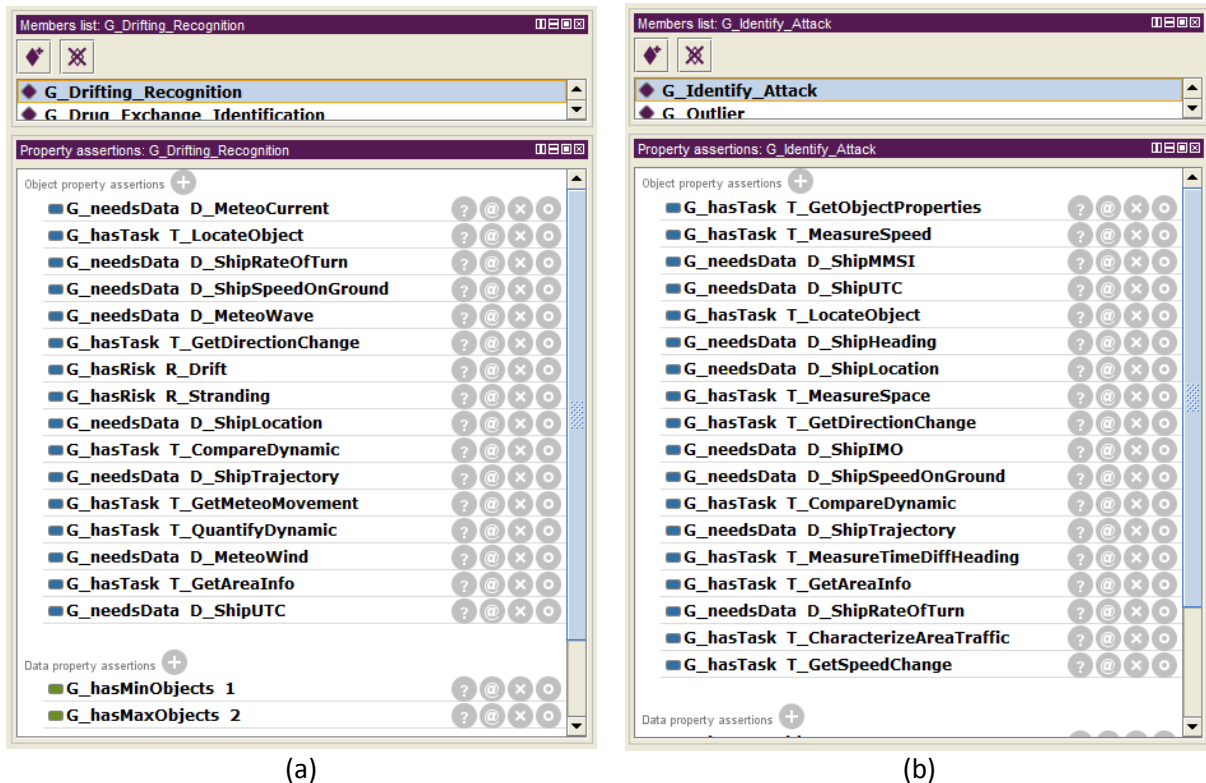 Members list: G_Drifting_Recognition
G_Drifting_Recognition
G_Drug_Exchange_Identification
Property assertions: G_Drifting_Recognition
Object property assertions
G_needsData D_MeteoCurrent
G_hasTask T_LocateObject
G_needsData D_ShipRateOfTurn
G_needsData D_ShipSpeedOnGround
G_needsData D_MeteoWave
G_hasTask T_GetDirectionChange
G_hasRisk R_Drift
G_hasRisk R_Stranding
G_needsData D_ShipLocation
G_hasTask T_CompareDynamic
G_needsData D_ShipTrajectory
G_hasTask T_GetMeteoMovement
G_hasTask T_QuantifyDynamic
G_needsData D_MeteoWind
G_hasTask T_GetAreaInfo
G_needsData D_ShipUTC
Data property assertions
G_hasMinObjects 1
G_hasMaxObjects 2
(a)
Members list: G_Identify_Attack
G_Identify_Attack
G_Outlier
Property assertions: G_Identify_Attack
Object property assertions
G_hasTask T_GetObjectProperties
G_hasTask T_MeasureSpeed
G_needsData D_ShipMMSI
G_needsData D_ShipUTC
G_hasTask T_LocateObject
G_needsData D_ShipHeading
G_needsData D_ShipLocation
G_hasTask T_MeasureSpace
G_hasTask T_GetDirectionChange
G_needsData D_ShipIMO
G_needsData D_ShipSpeedOnGround
G_hasTask T_CompareDynamic
G_needsData D_ShipTrajectory
G_hasTask T_MeasureTimeDiffHeading
G_hasTask T_GetAreaInfo
G_needsData D_ShipRateOfTurn
G_hasTask T_CharacterizeAreaTraffic
G_hasTask T_GetSpeedChange
Data property assertions
(b)